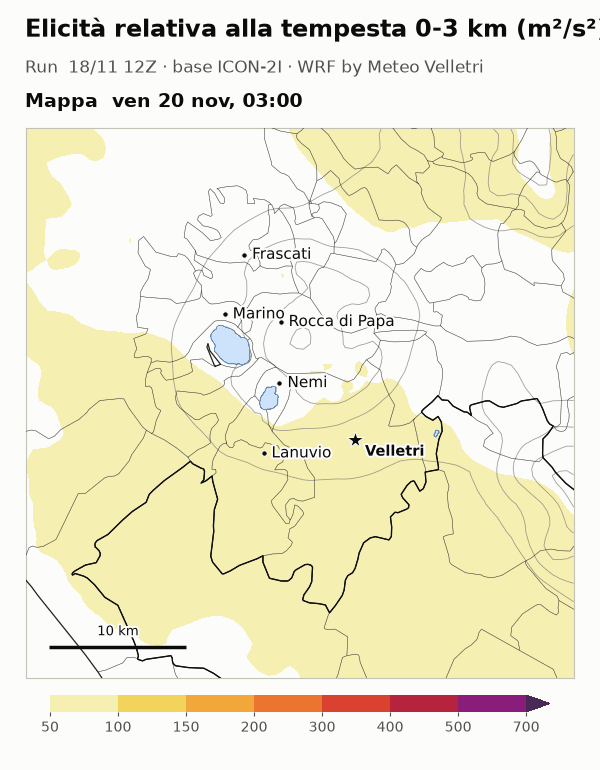 Elicità relativa alla tempesta 0-3 km (m²/s²)
Run 18/11 12Z · base ICON-2I · WRF by Meteo Velletri
Mappa ven 20 nov, 03:00
Frascati
Marino
Rocca di Papa
Nemi
Lanuvio
Velletri
10 km
50 100 150 200 300 400 500 700